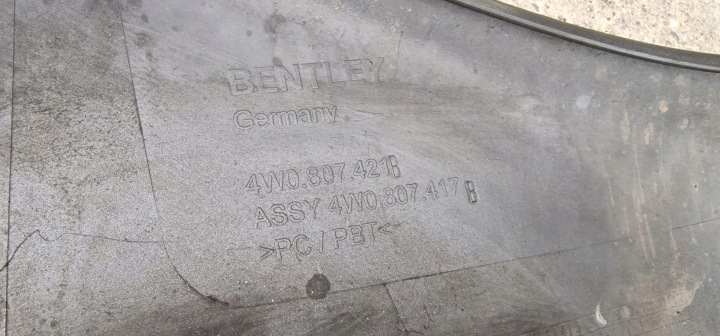 BENTLEY
Germany
4W0.807.421B
ASSY 4W0.807.417 B
>PC / PBT<